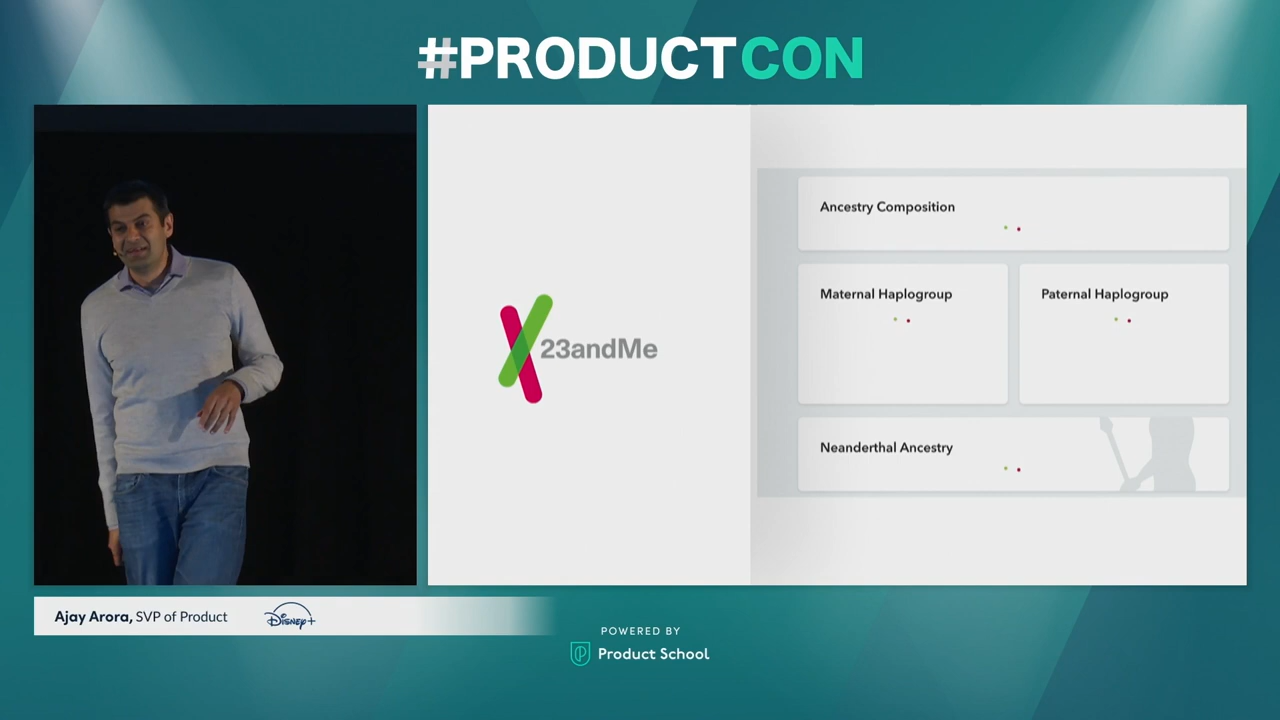 #PRODUCTCON
23andMe
Ancestry Composition
Maternal Haplogroup
Paternal Haplogroup
Neanderthal Ancestry
Ajay Arora, SVP of Product
Disney+
POWERED BY
Product School